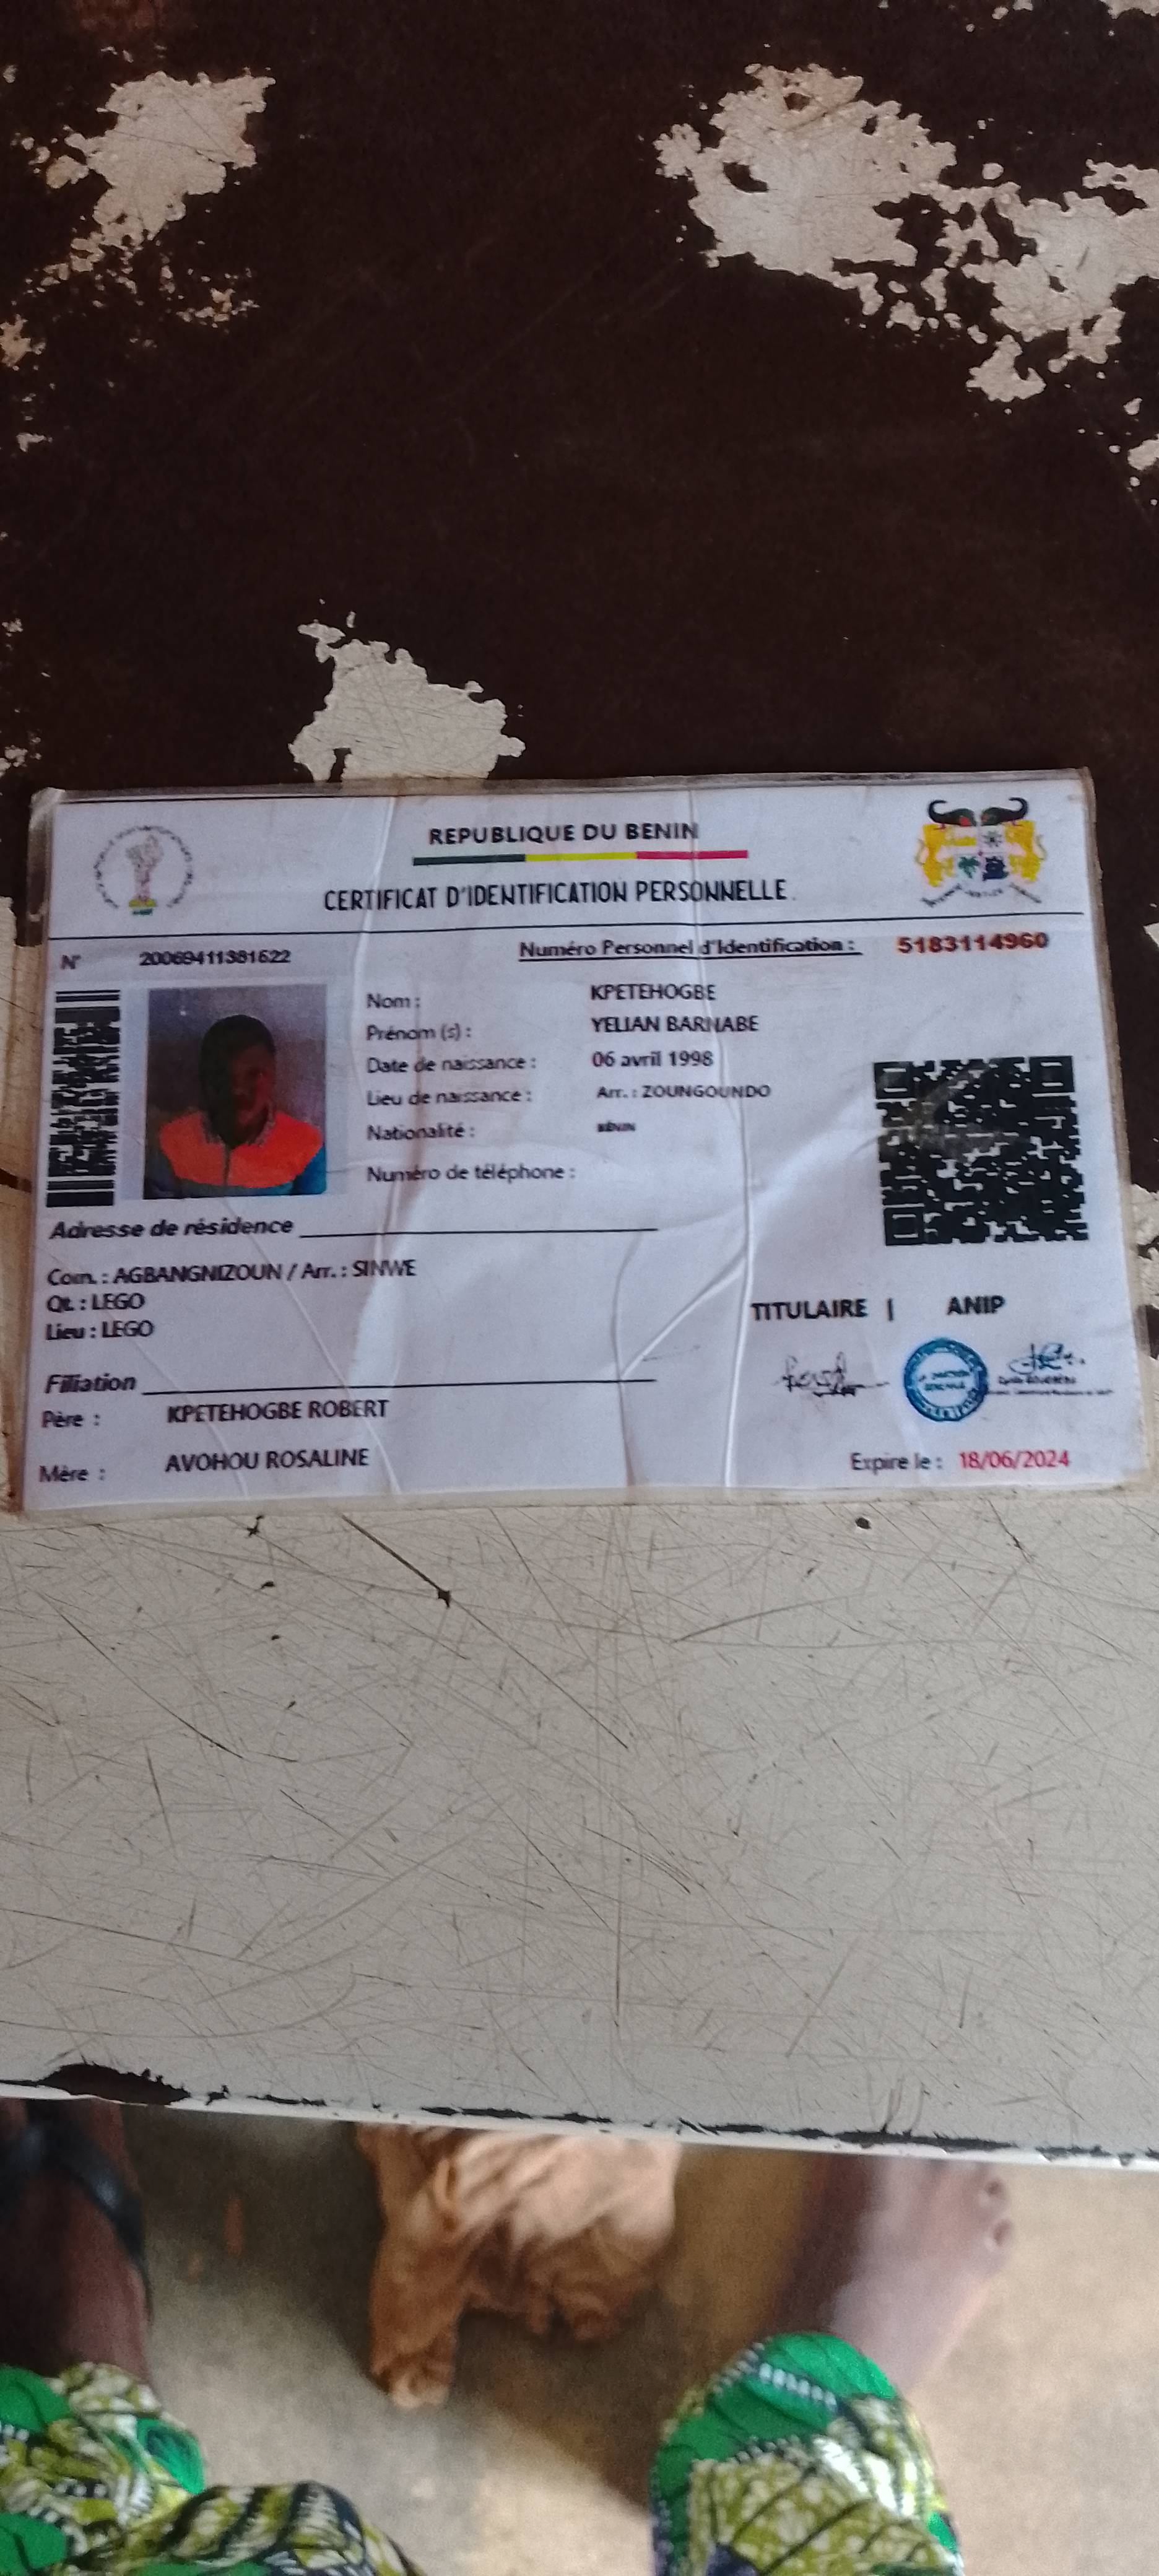 REPUBLIQUE DU BENIN
CERTIFICAT D'IDENTIFICATION PERSONNELLE
N° 20069411381622
Numéro Personnel d'Identification : 5183114960
Nom : KPETEHOGBE
Prénom (s) : YELIAN BARNABE
Date de naissance : 06 avril 1998
Lieu de naissance : Arr. : ZOUNGOUNDO
Nationalité : BÉNIN
Numéro de téléphone :
Adresse de résidence
Com. : AGBANGNIZOUN / Arr. : SINWE
Qt. : LEGO
Lieu : LEGO
TITULAIRE | ANIP
Filiation
Père : KPETEHOGBE ROBERT
Mère : AVOHOU ROSALINE
Expire le : 18/06/2024